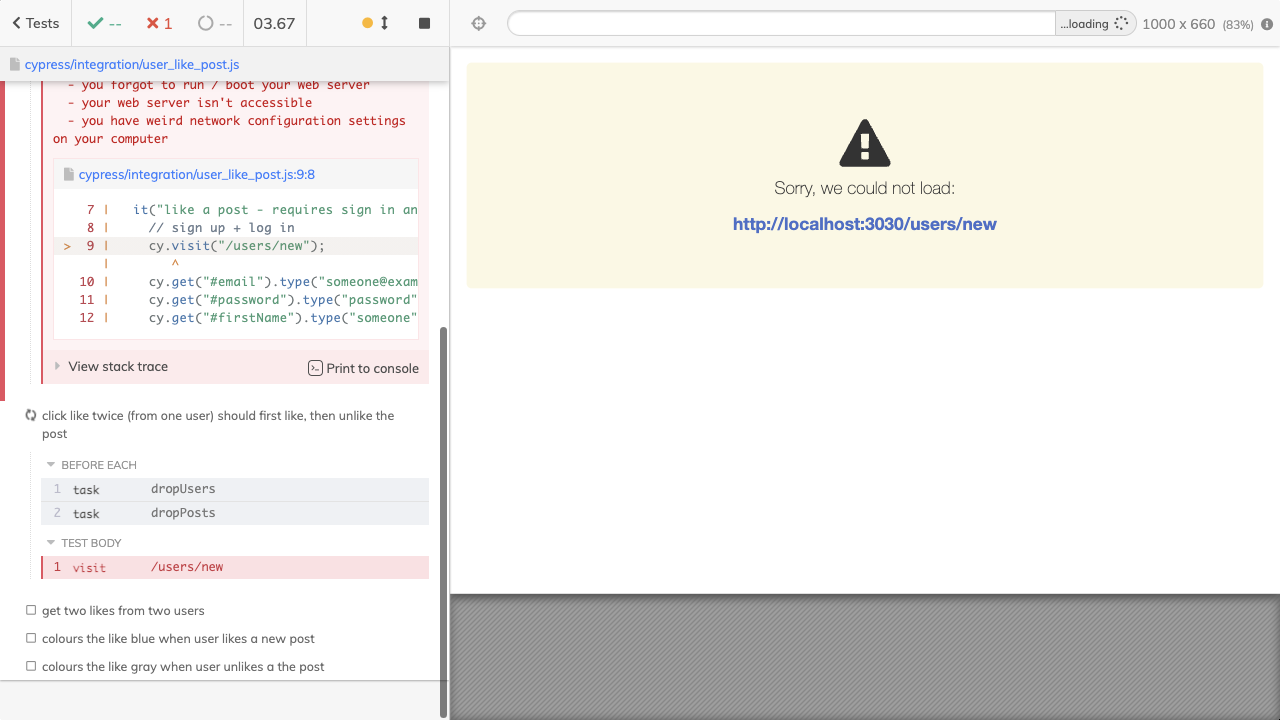 Tests
--
1
--
03.67
...loading
1000 x 660 (83%)
cypress/integration/user_like_post.js
- you forgot to run / boot your web server
- your web server isn't accessible
- you have weird network configuration settings
on your computer
cypress/integration/user_like_post.js:9:8
7 | it("like a post - requires sign in an
8 | // sign up + log in
> 9 | cy.visit("/users/new");
| ^
10 | cy.get("#email").type("someone@exam
11 | cy.get("#password").type("password"
12 | cy.get("#firstName").type("someone"
View stack trace
Print to console
click like twice (from one user) should first like, then unlike the
post
BEFORE EACH
1 task dropUsers
2 task dropPosts
TEST BODY
1 visit /users/new
get two likes from two users
colours the like blue when user likes a new post
colours the like gray when user unlikes a the post
Sorry, we could not load:
http://localhost:3030/users/new